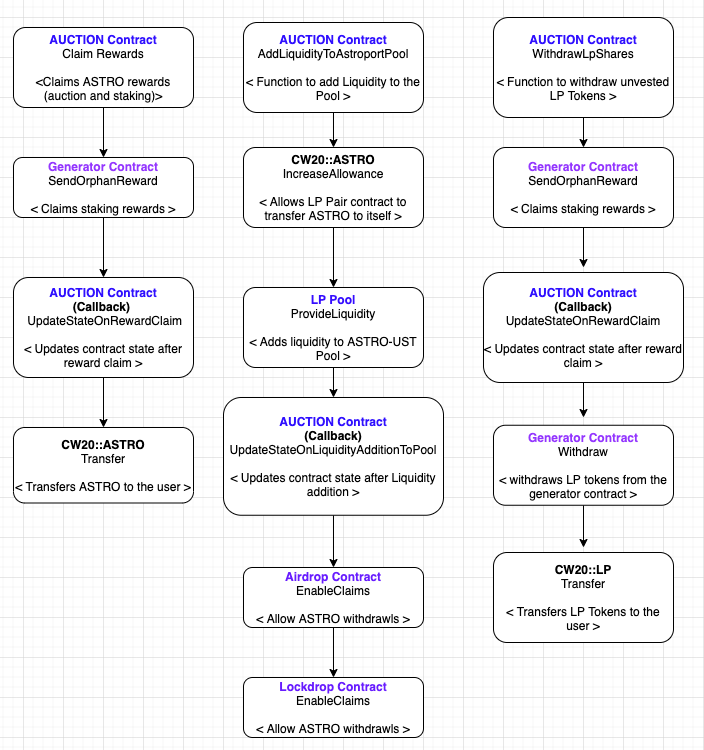 AUCTION Contract
Claim Rewards
<Claims ASTRO rewards
(auction and staking)>
Generator Contract
SendOrphanReward
< Claims staking rewards >
AUCTION Contract
(Callback)
UpdateStateOnRewardClaim
< Updates contract state after
reward claim >
CW20::ASTRO
Transfer
< Transfers ASTRO to the user >
AUCTION Contract
AddLiquidityToAstroportPool
< Function to add Liquidity to the
Pool >
CW20::ASTRO
IncreaseAllowance
< Allows LP Pair contract to
transfer ASTRO to itself >
LP Pool
ProvideLiquidity
< Adds liquidity to ASTRO-UST
Pool >
AUCTION Contract
(Callback)
UpdateStateOnLiquidityAdditionToPool
< Updates contract state after Liquidity
addition >
Airdrop Contract
EnableClaims
< Allow ASTRO withdrawls >
Lockdrop Contract
EnableClaims
< Allow ASTRO withdrawls >
AUCTION Contract
WithdrawLpShares
< Function to withdraw unvested
LP Tokens >
Generator Contract
SendOrphanReward
< Claims staking rewards >
AUCTION Contract
(Callback)
UpdateStateOnRewardClaim
< Updates contract state after reward
claim >
Generator Contract
Withdraw
< withdraws LP tokens from the
generator contract >
CW20::LP
Transfer
< Transfers LP Tokens to the
user >